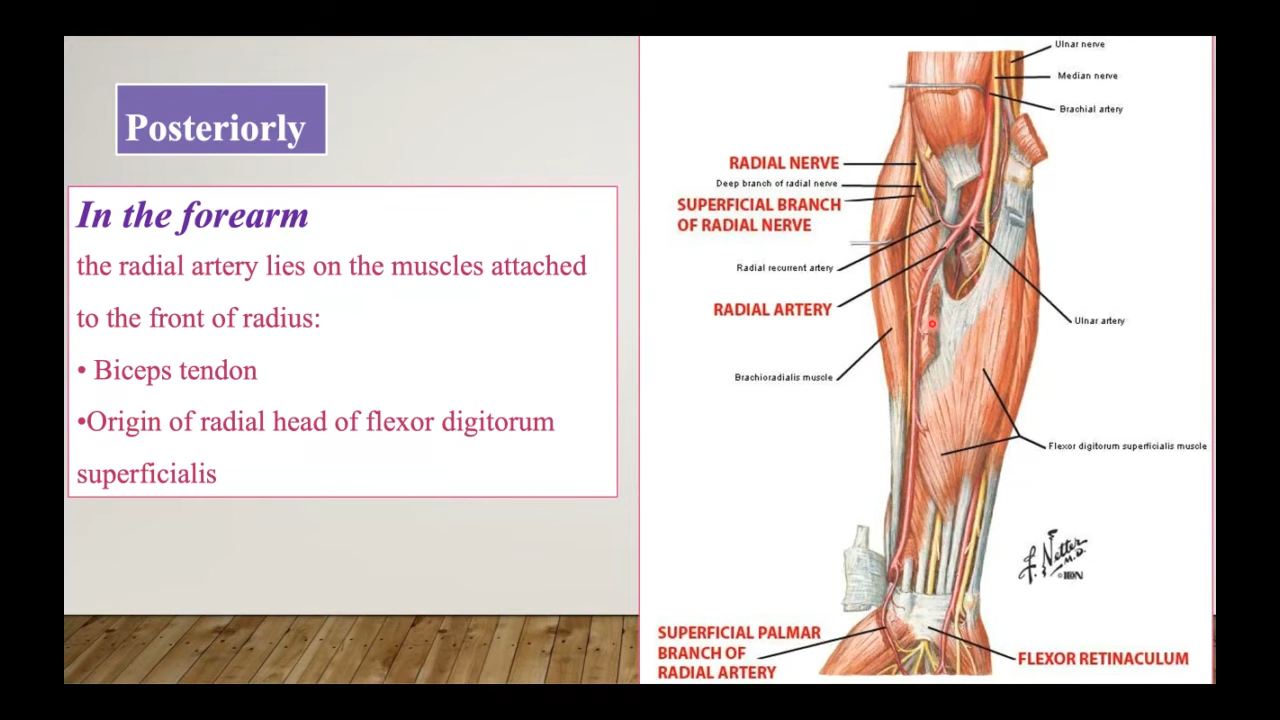 Posteriorly
In the forearm
the radial artery lies on the muscles attached
to the front of radius:
• Biceps tendon
•Origin of radial head of flexor digitorum
superficialis
Ulnar nerve
Median nerve
Brachial artery
RADIAL NERVE
Deep branch of radial nerve
SUPERFICIAL BRANCH
OF RADIAL NERVE
Radial recurrent artery
RADIAL ARTERY
Ulnar artery
Brachioradialis muscle
Flexor digitorum superficialis muscle
F. Netter
M.D.
SUPERFICIAL PALMAR
BRANCH OF
RADIAL ARTERY
FLEXOR RETINACULUM